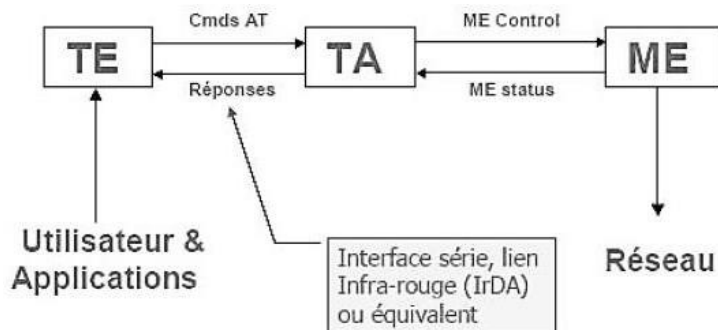 Cmds AT
ME Control
TE
TA
ME
Réponses
ME status
Utilisateur &
Applications
Réseau
Interface série, lien
Infra-rouge (IrDA)
ou équivalent